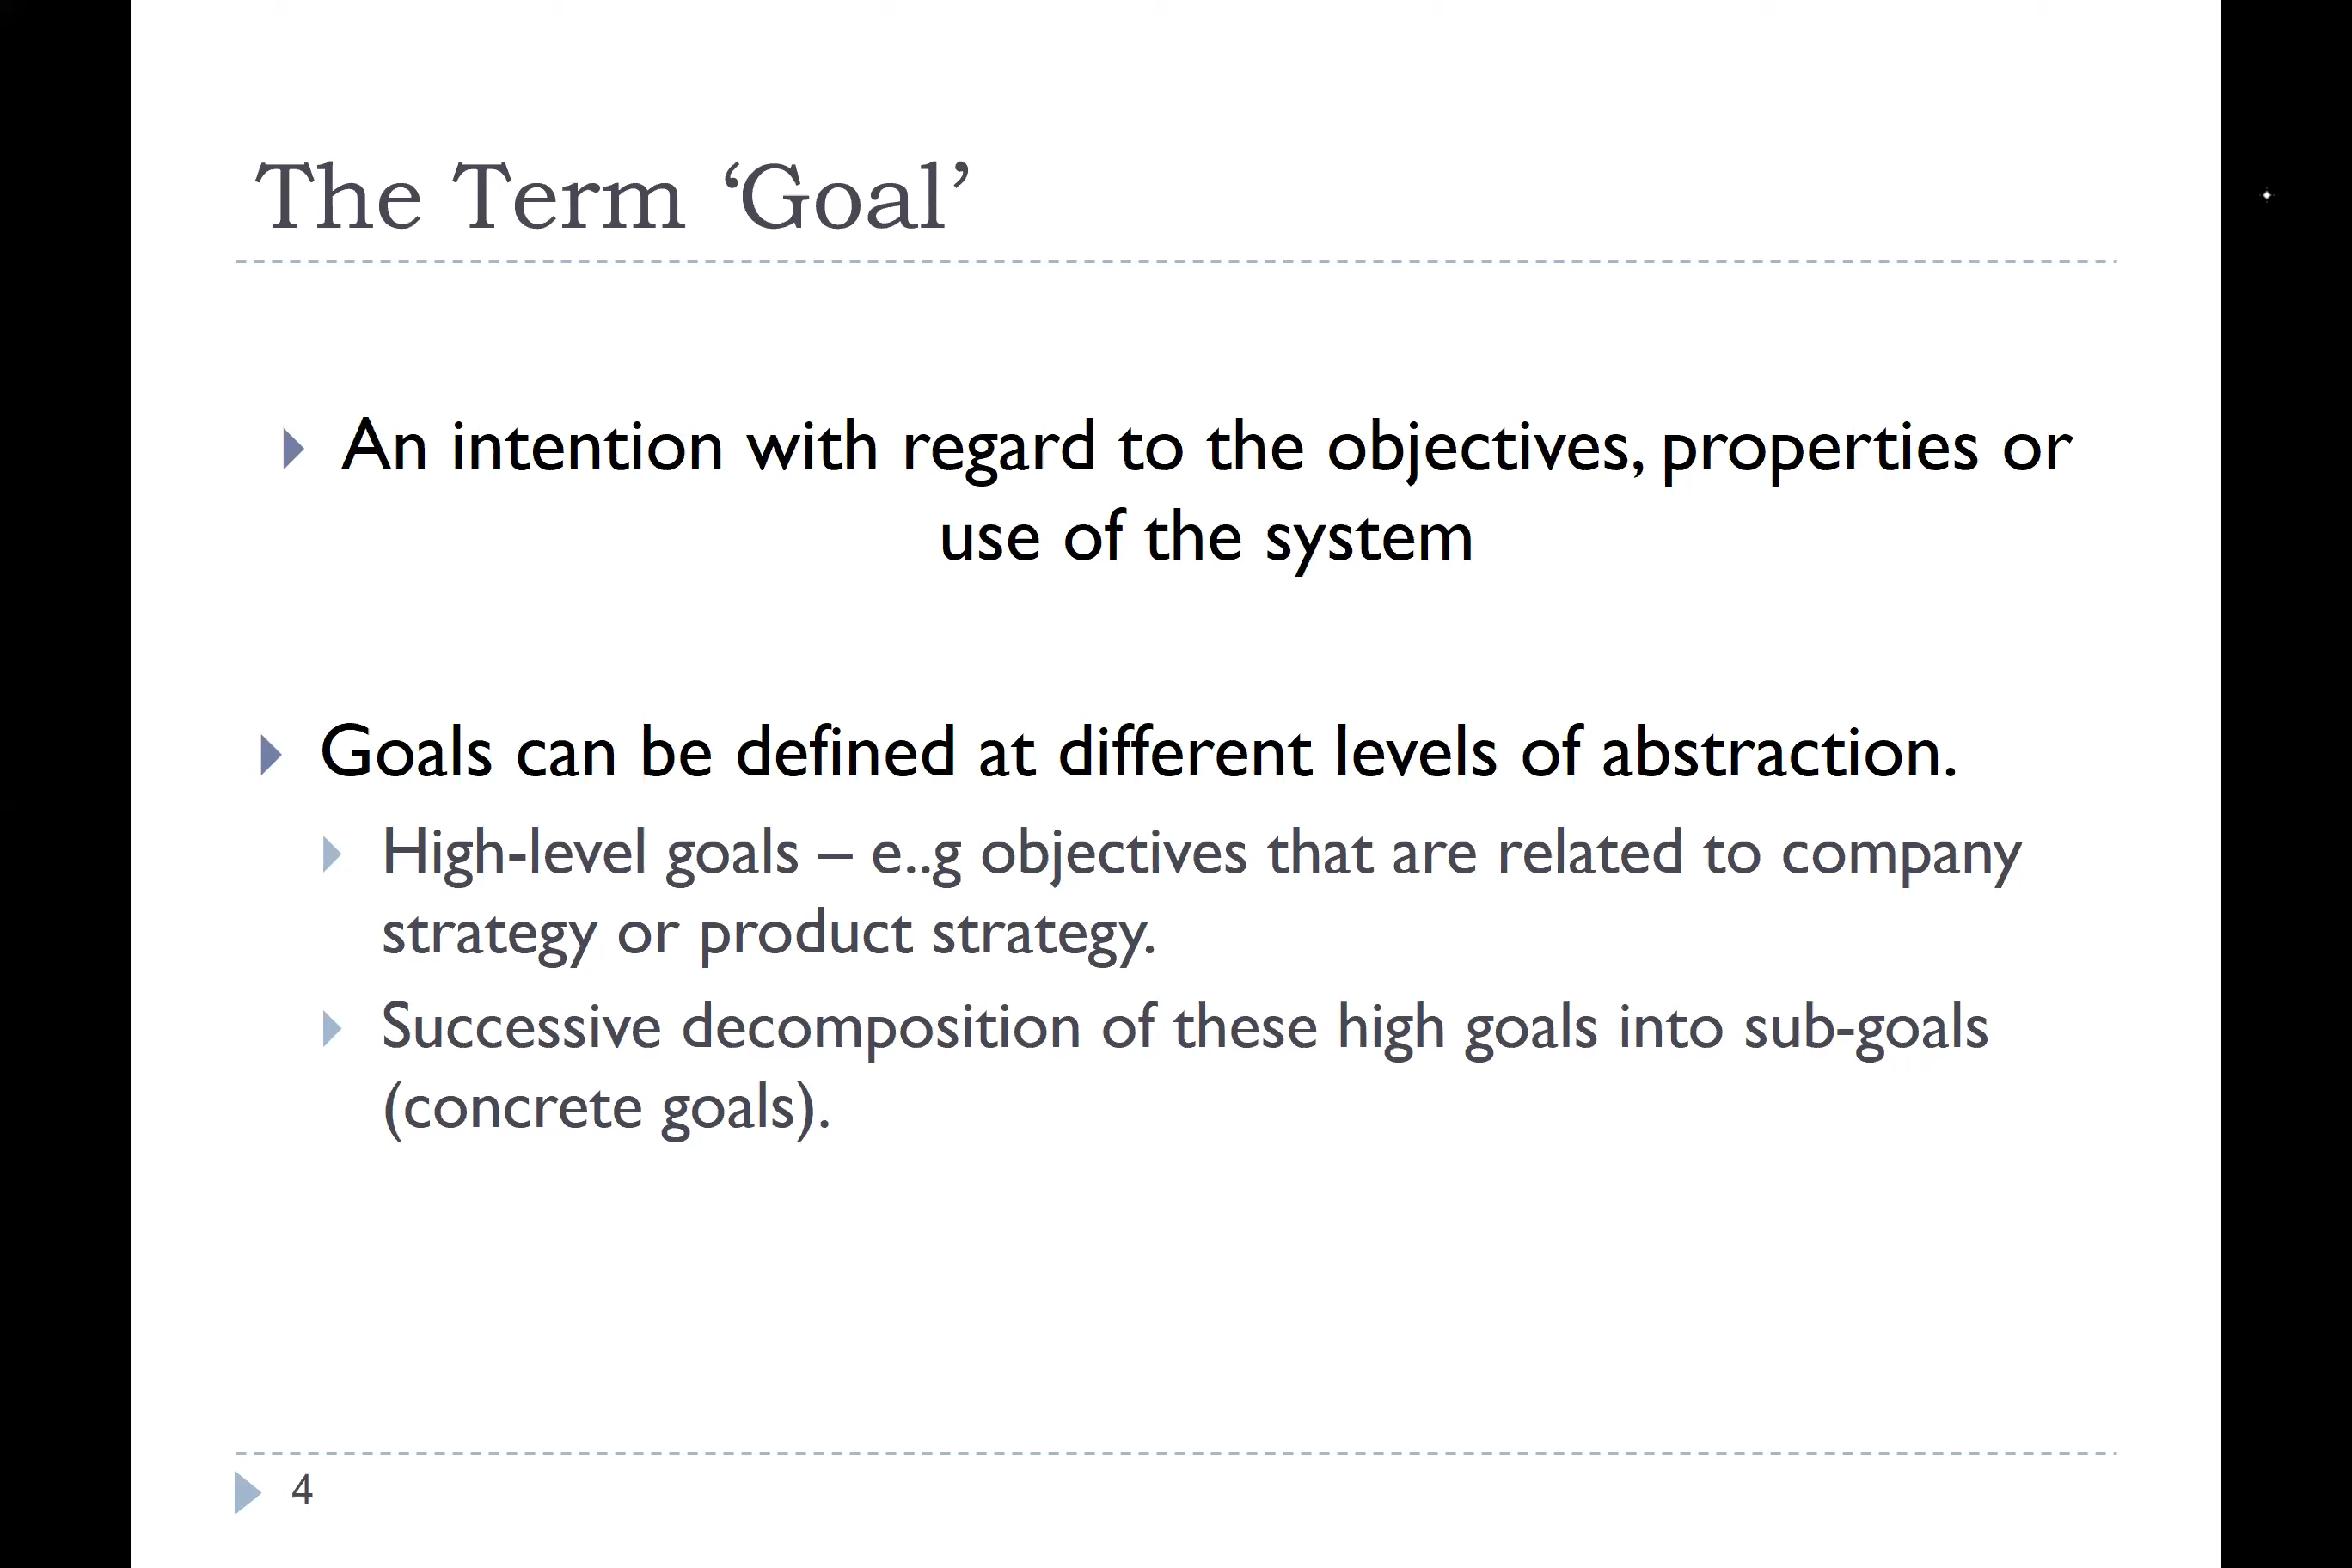 The Term ‘Goal’
An intention with regard to the objectives, properties or
use of the system
Goals can be defined at different levels of abstraction.
High-level goals – e..g objectives that are related to company
strategy or product strategy.
Successive decomposition of these high goals into sub-goals
(concrete goals).
4